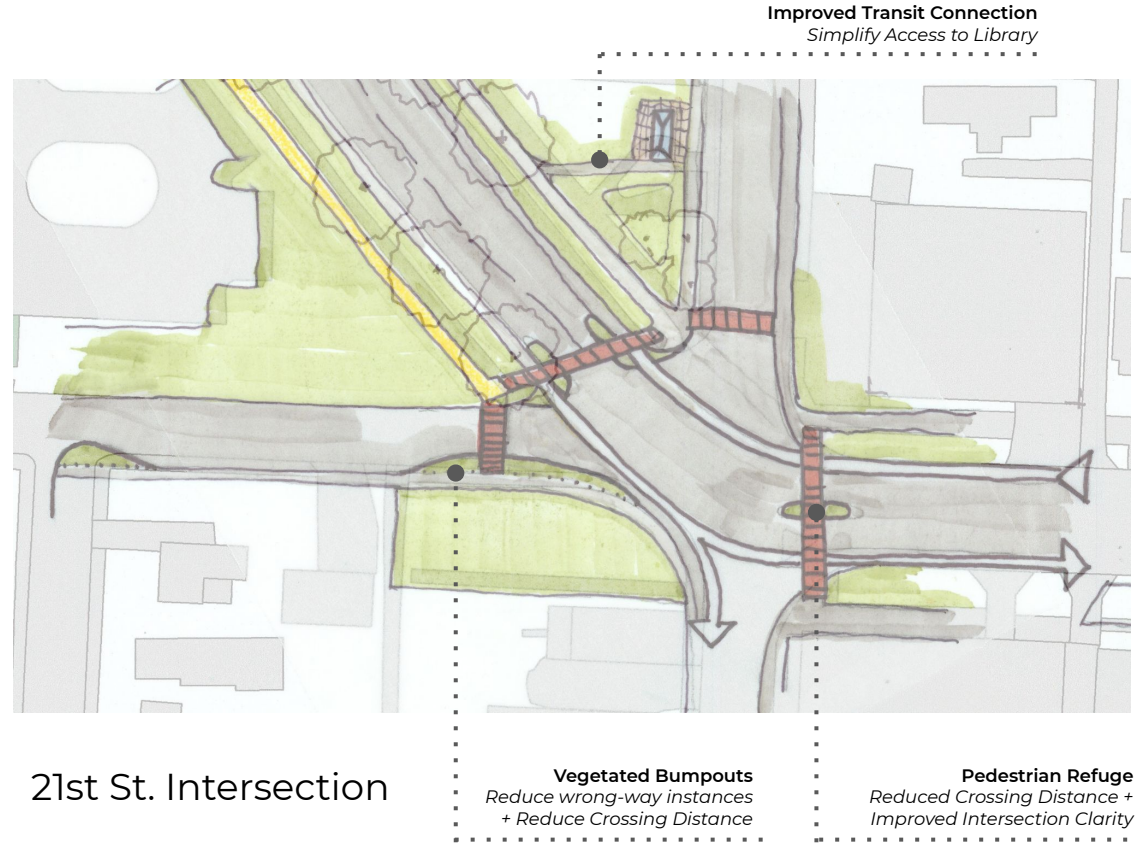 Improved Transit Connection
Simplify Access to Library
21st St. Intersection
Vegetated Bumpouts
Reduce wrong-way instances
+ Reduce Crossing Distance
Pedestrian Refuge
Reduced Crossing Distance +
Improved Intersection Clarity